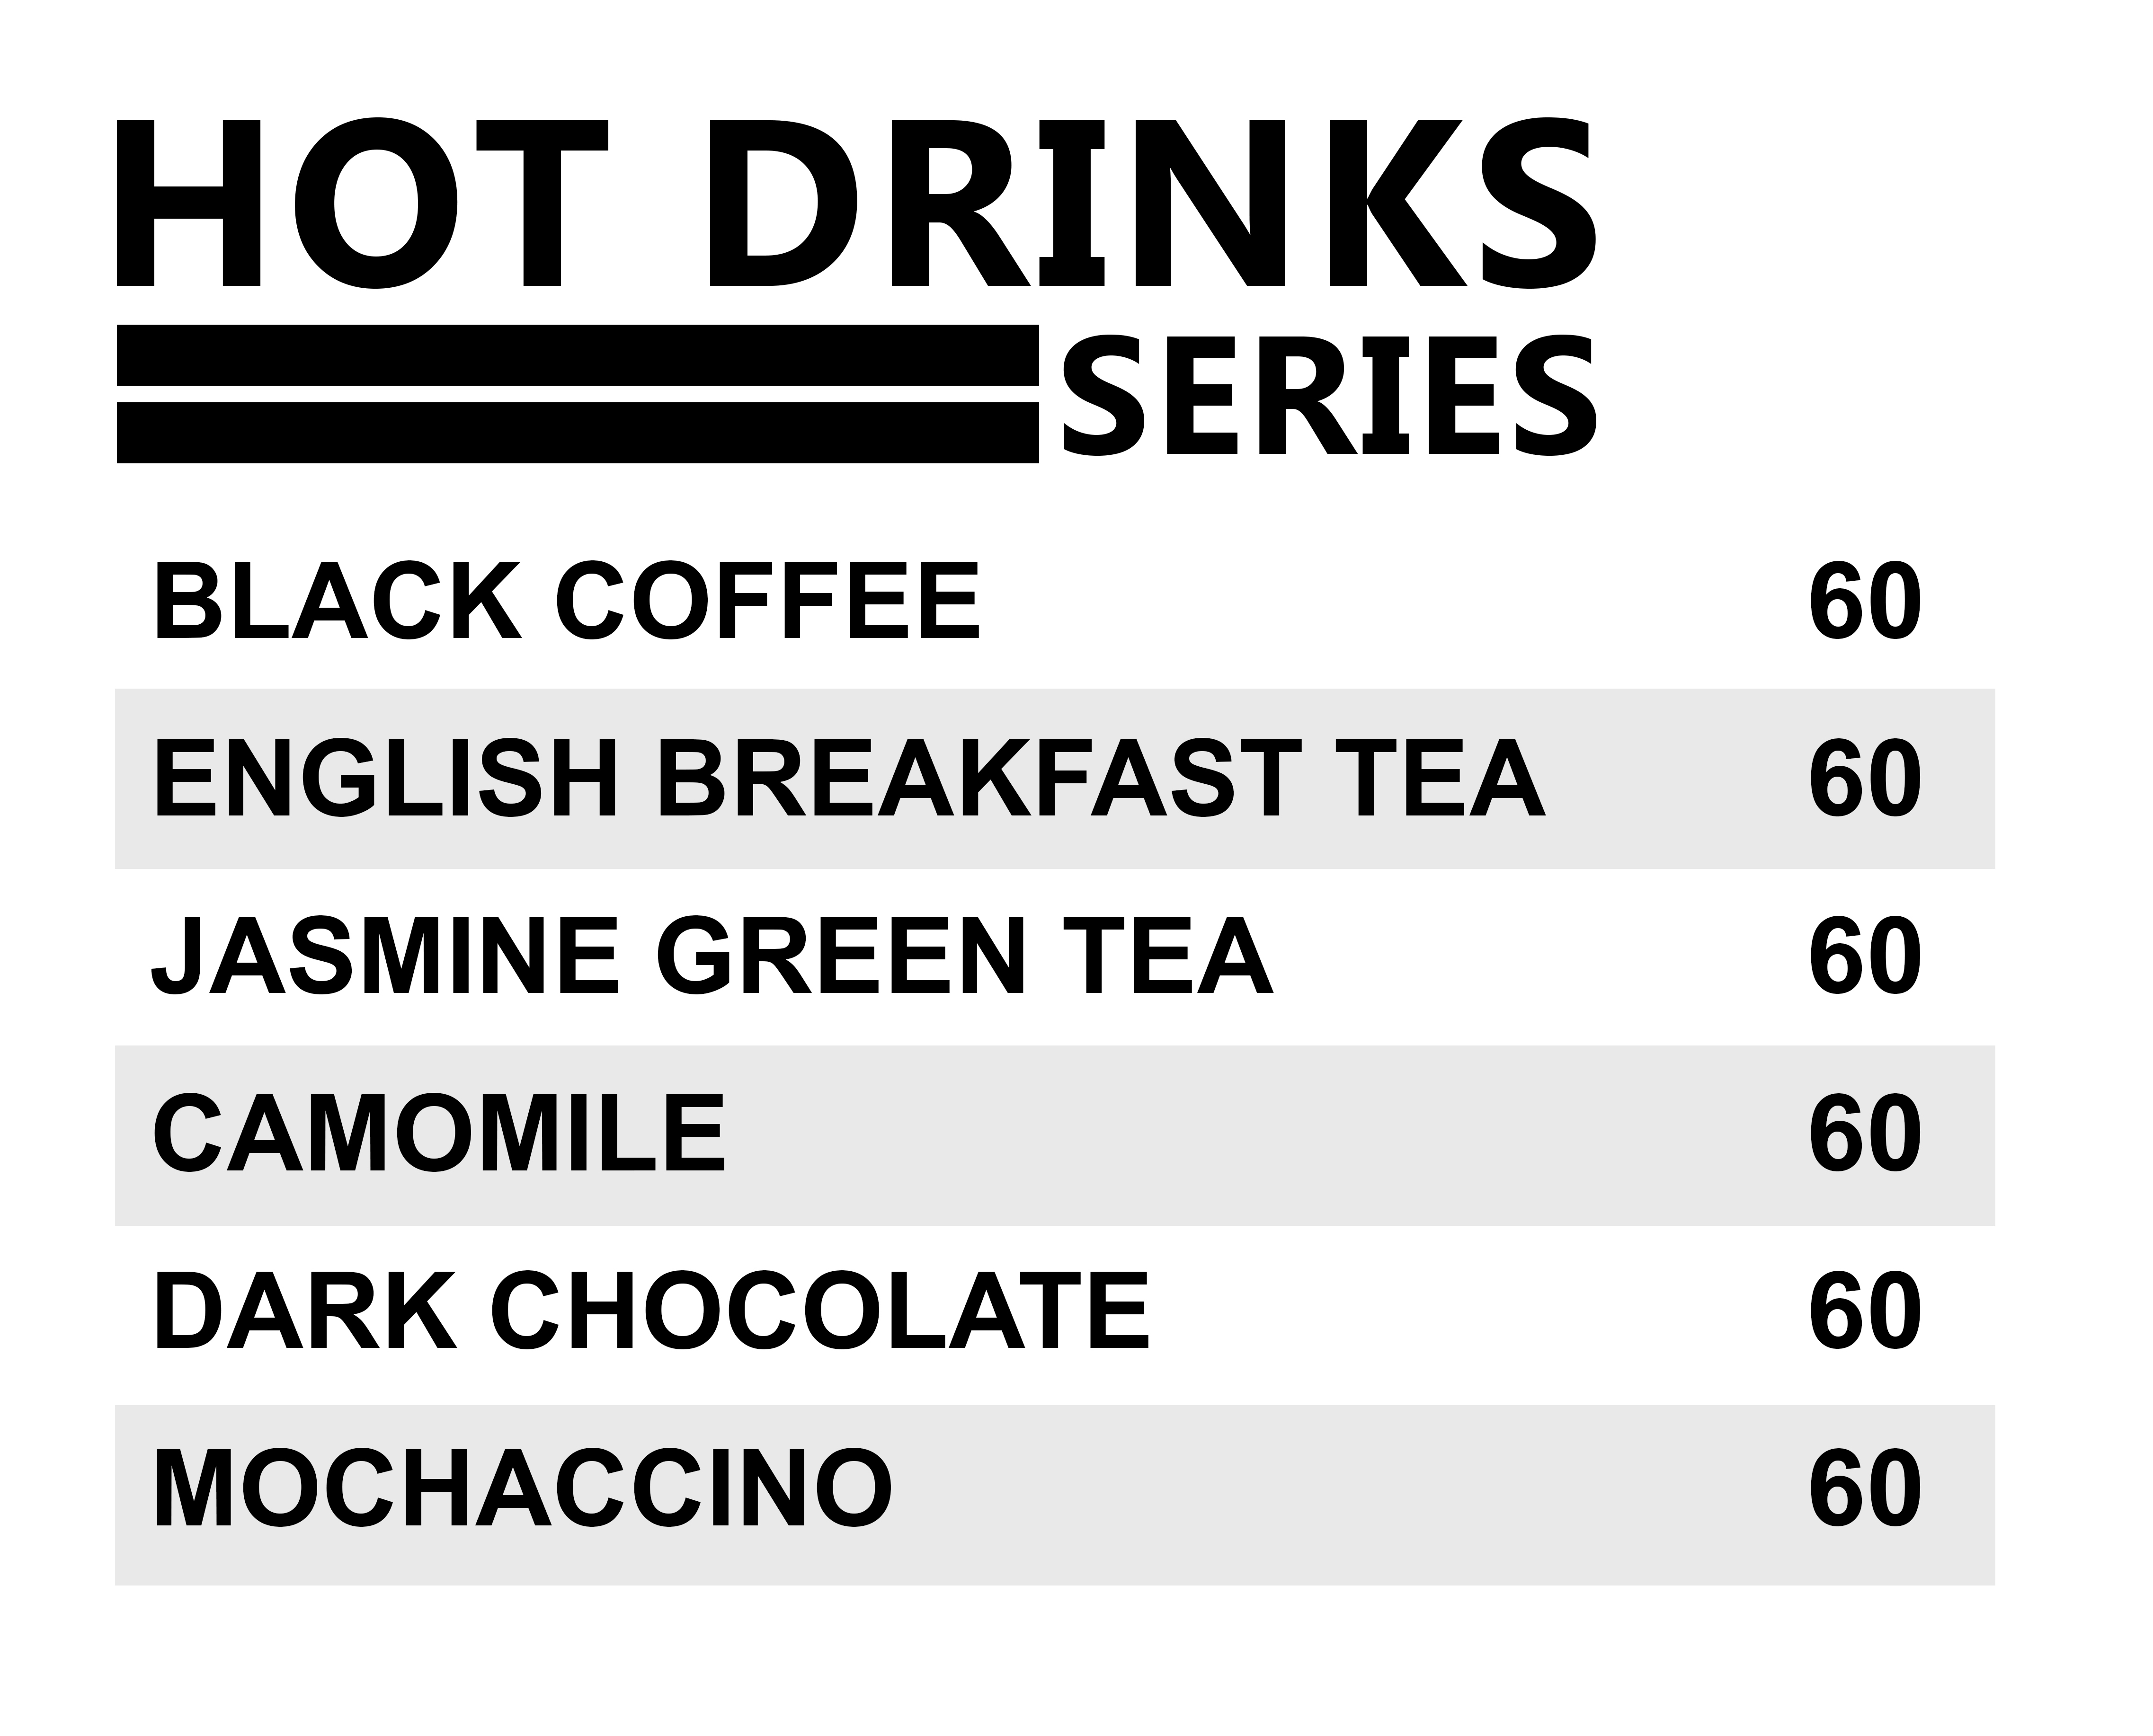 HOT DRINKS
SERIES
BLACK COFFEE 60
ENGLISH BREAKFAST TEA 60
JASMINE GREEN TEA 60
CAMOMILE 60
DARK CHOCOLATE 60
MOCHACCINO 60